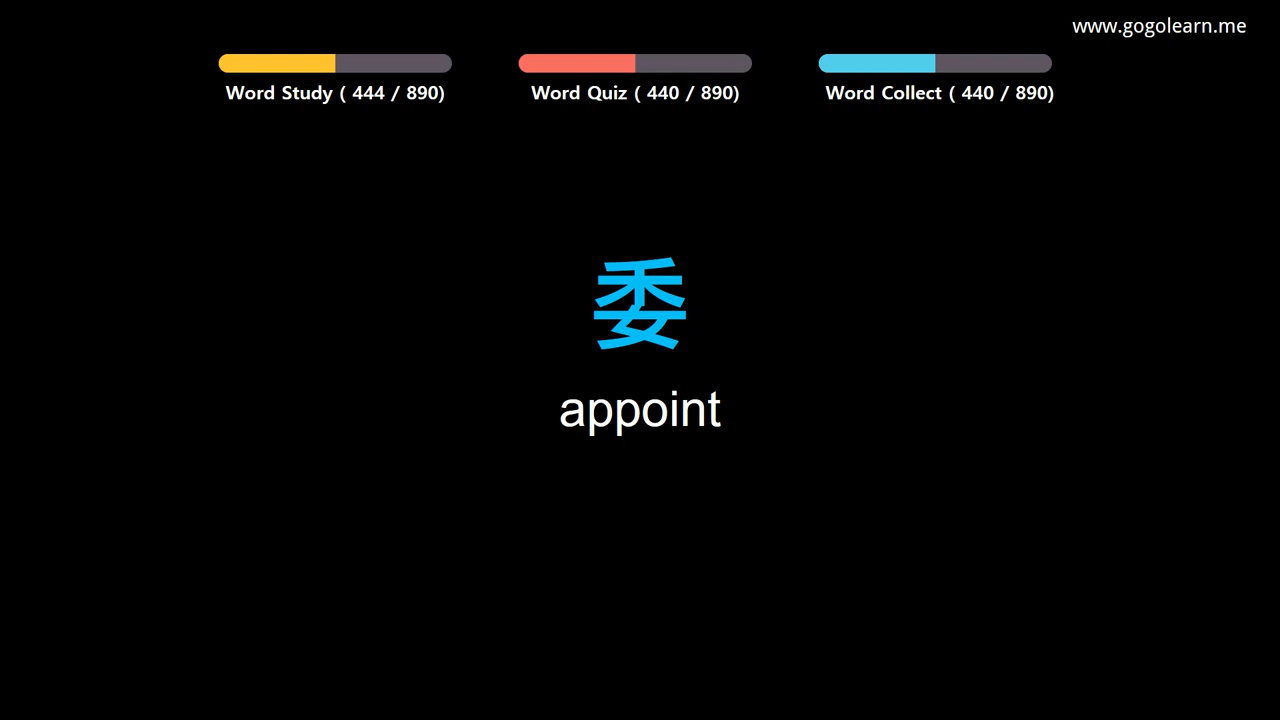 www.gogolearn.me
Word Study ( 444 / 890) Word Quiz ( 440 / 890) Word Collect ( 440 / 890)
委
appoint